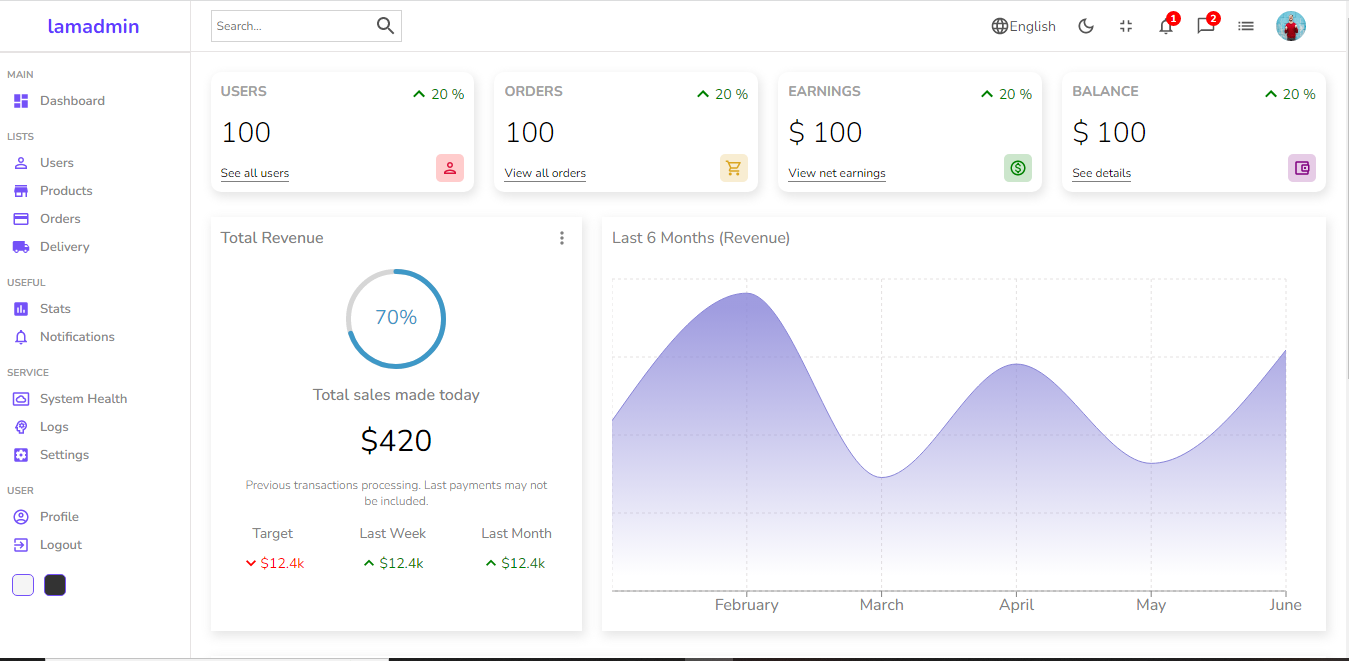 lamadmin
Search...
English
1
2
MAIN
Dashboard
LISTS
Users
Products
Orders
Delivery
USEFUL
Stats
Notifications
SERVICE
System Health
Logs
Settings
USER
Profile
Logout
USERS
20 %
100
See all users
ORDERS
20 %
100
View all orders
EARNINGS
20 %
$ 100
View net earnings
BALANCE
20 %
$ 100
See details
Total Revenue
70%
Total sales made today
$420
Previous transactions processing. Last payments may not
be included.
Target
Last Week
Last Month
$12.4k
$12.4k
$12.4k
Last 6 Months (Revenue)
February
March
April
May
June